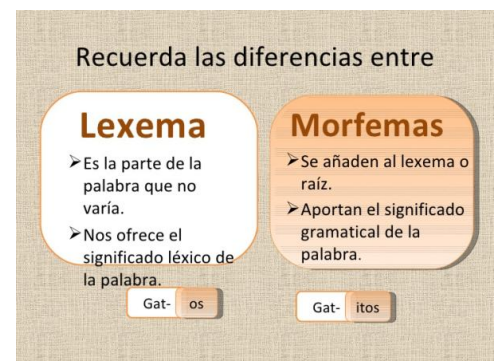 Recuerda las diferencias entre
Lexema
➢Es la parte de la
palabra que no
varía.
➢Nos ofrece el
significado léxico de
la palabra.
Gat- os
Morfemas
➢Se añaden al lexema o
raíz.
➢Aportan el significado
gramatical de la
palabra.
Gat- itos